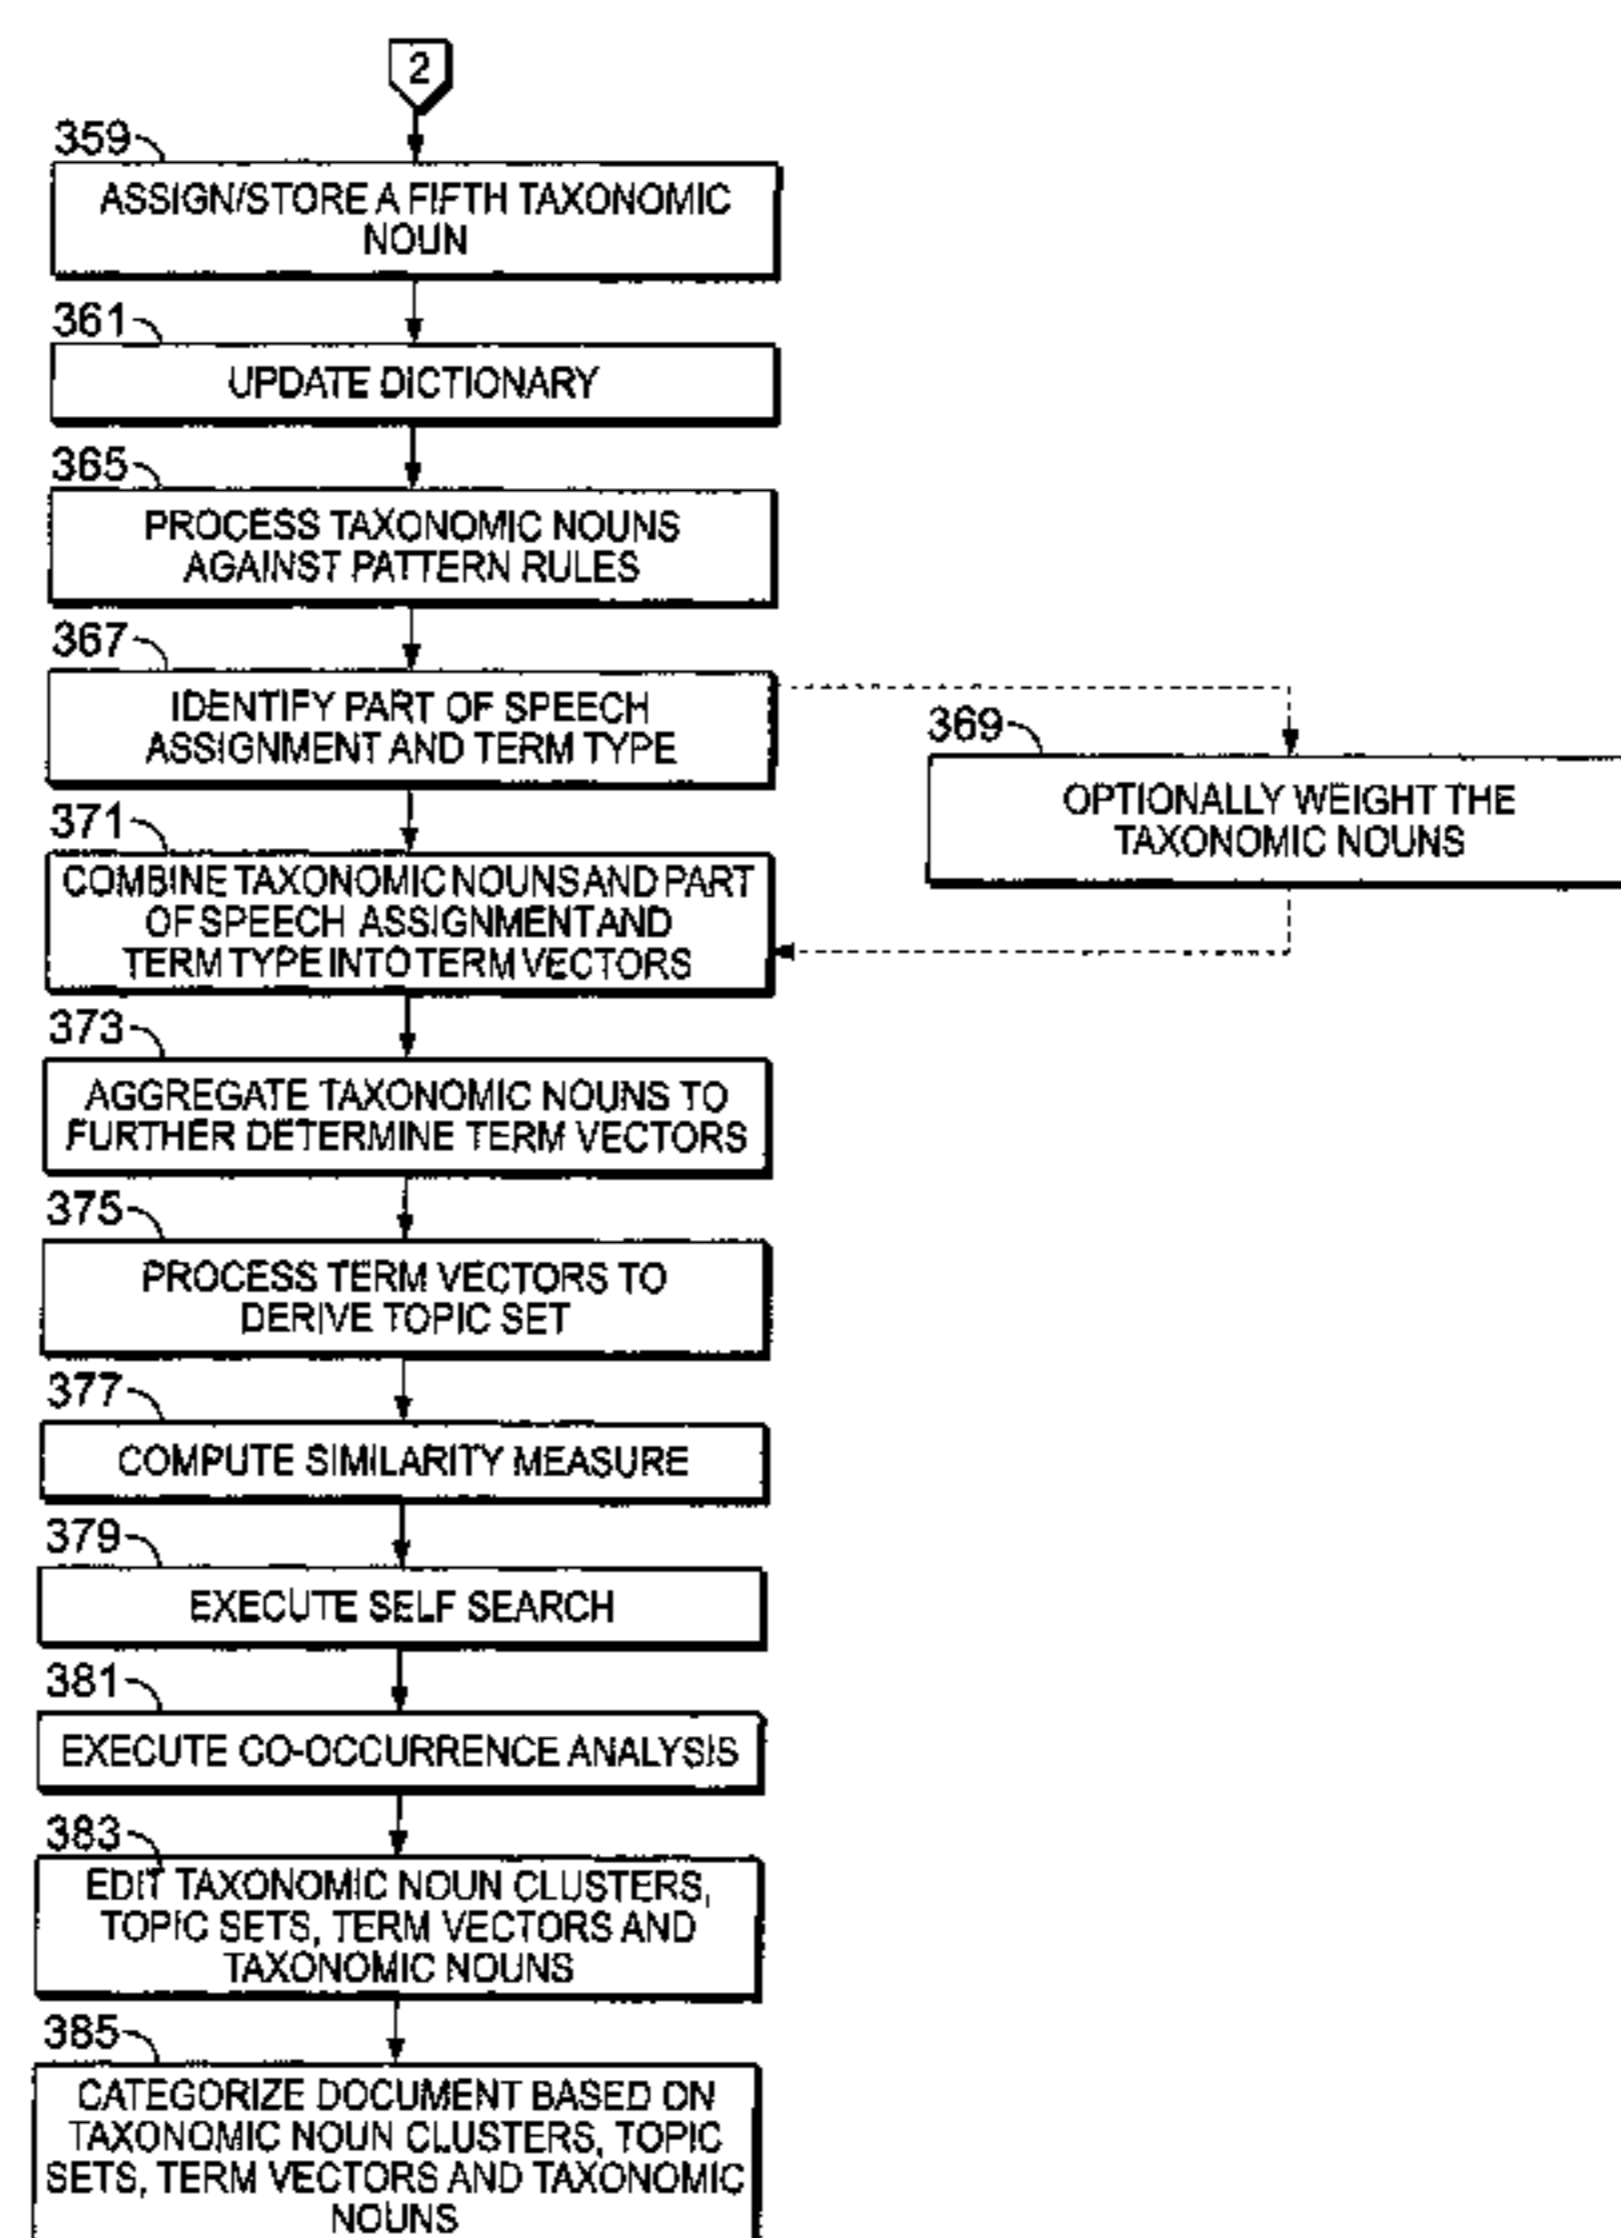 2
359
ASSIGN/STORE A FIFTH TAXONOMIC
NOUN
361
UPDATE DICTIONARY
365
PROCESS TAXONOMIC NOUNS
AGAINST PATTERN RULES
367
IDENTIFY PART OF SPEECH
ASSIGNMENT AND TERM TYPE
369
OPTIONALLY WEIGHT THE
TAXONOMIC NOUNS
371
COMBINE TAXONOMIC NOUNS AND PART
OF SPEECH ASSIGNMENT AND
TERM TYPE INTO TERM VECTORS
373
AGGREGATE TAXONOMIC NOUNS TO
FURTHER DETERMINE TERM VECTORS
375
PROCESS TERM VECTORS TO
DERIVE TOPIC SET
377
COMPUTE SIMILARITY MEASURE
379
EXECUTE SELF SEARCH
381
EXECUTE CO-OCCURRENCE ANALYSIS
383
EDIT TAXONOMIC NOUN CLUSTERS,
TOPIC SETS, TERM VECTORS AND
TAXONOMIC NOUNS
385
CATEGORIZE DOCUMENT BASED ON
TAXONOMIC NOUN CLUSTERS, TOPIC
SETS, TERM VECTORS AND TAXONOMIC
NOUNS